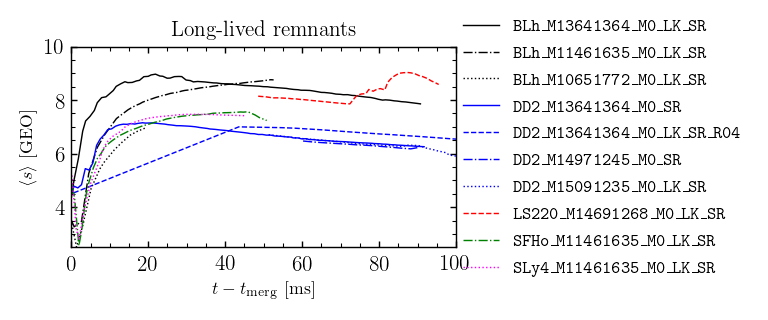 Long-lived remnants
10
8
6
4
⟨s⟩ [GEO]
0 20 40 60 80 100
t − tmerg [ms]
BLh_M13641364_M0_LK_SR
BLh_M11461635_M0_LK_SR
BLh_M10651772_M0_LK_SR
DD2_M13641364_M0_SR
DD2_M13641364_M0_LK_SR_R04
DD2_M14971245_M0_SR
DD2_M15091235_M0_LK_SR
LS220_M14691268_M0_LK_SR
SFHo_M11461635_M0_LK_SR
SLy4_M11461635_M0_LK_SR